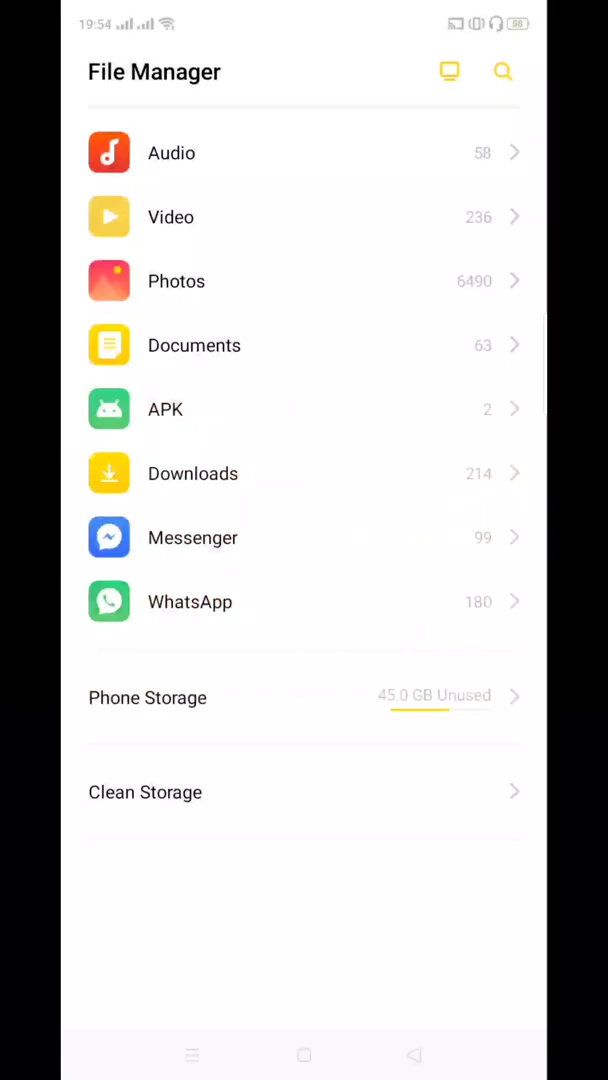 19:54 58
File Manager
Audio 58
Video 236
Photos 6490
Documents 63
APK 2
Downloads 214
Messenger 99
WhatsApp 180
Phone Storage 45.0 GB Unused
Clean Storage